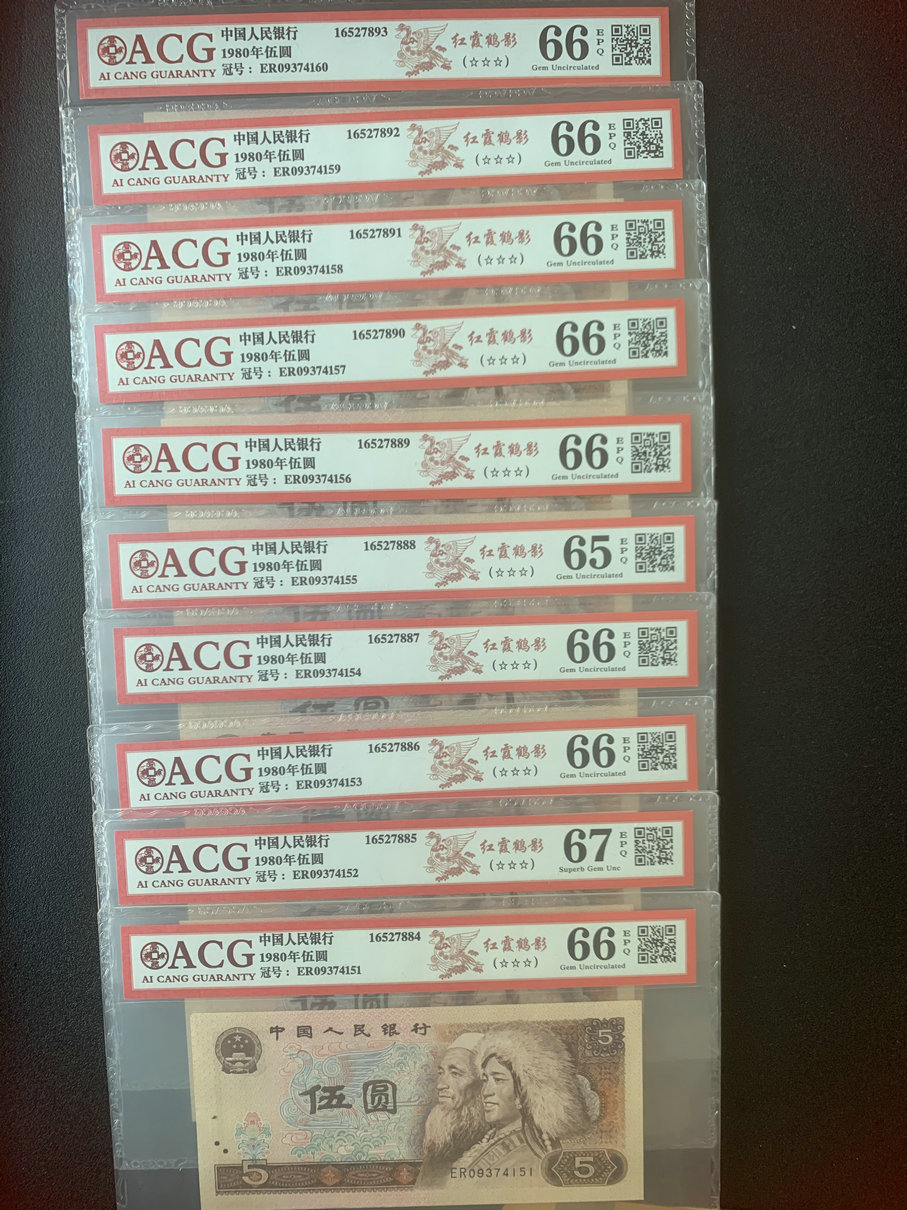 ACG
AI CANG GUARANTY
中国人民银行
1980年伍圆
冠号： ER09374160
16527893
红霞鹤影
(☆☆☆)
66
EPQ
Gem Uncirculated
ACG
AI CANG GUARANTY
中国人民银行
1980年伍圆
冠号： ER09374159
16527892
红霞鹤影
(☆☆☆)
66
EPQ
Gem Uncirculated
ACG
AI CANG GUARANTY
中国人民银行
1980年伍圆
冠号： ER09374158
16527891
红霞鹤影
(☆☆☆)
66
EPQ
Gem Uncirculated
ACG
AI CANG GUARANTY
中国人民银行
1980年伍圆
冠号： ER09374157
16527890
红霞鹤影
(☆☆☆)
66
EPQ
Gem Uncirculated
ACG
AI CANG GUARANTY
中国人民银行
1980年伍圆
冠号： ER09374156
16527889
红霞鹤影
(☆☆☆)
66
EPQ
Gem Uncirculated
ACG
AI CANG GUARANTY
中国人民银行
1980年伍圆
冠号： ER09374155
16527888
红霞鹤影
(☆☆☆)
65
EPQ
Gem Uncirculated
ACG
AI CANG GUARANTY
中国人民银行
1980年伍圆
冠号： ER09374154
16527887
红霞鹤影
(☆☆☆)
66
EPQ
Gem Uncirculated
ACG
AI CANG GUARANTY
中国人民银行
1980年伍圆
冠号： ER09374153
16527886
红霞鹤影
(☆☆☆)
66
EPQ
Gem Uncirculated
ACG
AI CANG GUARANTY
中国人民银行
1980年伍圆
冠号： ER09374152
16527885
红霞鹤影
(☆☆☆)
67
EPQ
Superb Gem Unc
ACG
AI CANG GUARANTY
中国人民银行
1980年伍圆
冠号： ER09374151
16527884
红霞鹤影
(☆☆☆)
66
EPQ
Gem Uncirculated
中国人民银行
5
伍圆
ER09374151
5
5